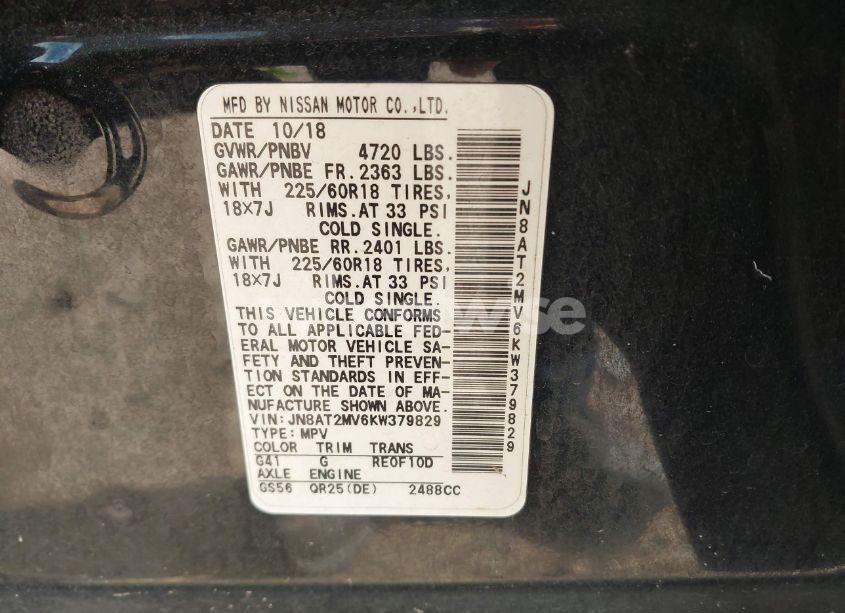 MFD BY NISSAN MOTOR CO.,LTD.
DATE 10/18
GVWR/PNBV 4720 LBS.
GAWR/PNBE FR. 2363 LBS.
WITH 225/60R18 TIRES,
18×7J RIMS. AT 33 PSI
COLD SINGLE.
GAWR/PNBE RR. 2401 LBS.
WITH 225/60R18 TIRES,
18×7J RIMS. AT 33 PSI
COLD SINGLE.
THIS VEHICLE CONFORMS
TO ALL APPLICABLE FED-
ERAL MOTOR VEHICLE SA-
FETY AND THEFT PREVEN-
TION STANDARDS IN EFF-
ECT ON THE DATE OF MA-
NUFACTURE SHOWN ABOVE.
VIN: JN8AT2MV6KW379829
TYPE: MPV
COLOR TRIM TRANS
G41 G RE0F10D
AXLE ENGINE
GS56 QR25(DE) 2488CC
JN8AT2MV6KW379829